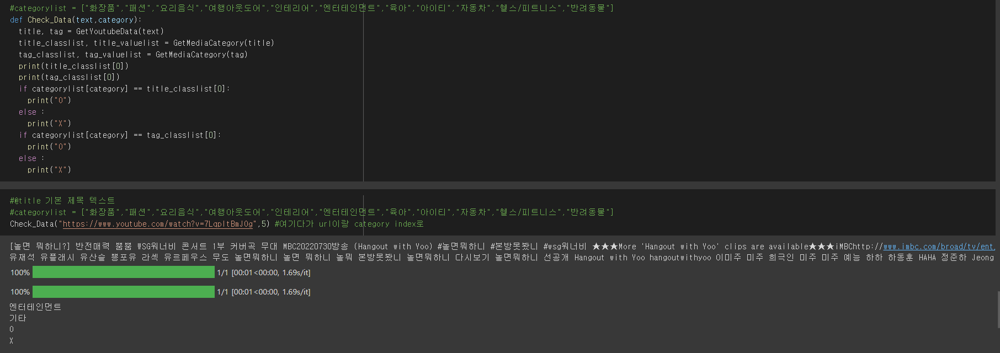 #categorylist = ["화장품","패션","요리음식","여행아웃도어","인테리어","엔터테인먼트","육아","아이티","자동차","헬스/피트니스","반려동물"]
def Check_Data(text,category):
  title, tag = GetYoutubeData(text)
  title_classlist, title_valuelist = GetMediaCategory(title)
  tag_classlist, tag_valuelist = GetMediaCategory(tag)
  print(title_classlist[0])
  print(tag_classlist[0])
  if categorylist[category] == title_classlist[0]:
    print("O")
  else :
    print("X")
  if categorylist[category] == tag_classlist[0]:
    print("O")
  else :
    print("X")
#@title 기본 제목 텍스트
#categorylist = ["화장품","패션","요리음식","여행아웃도어","인테리어","엔터테인먼트","육아","아이티","자동차","헬스/피트니스","반려동물"]
Check_Data("https://www.youtube.com/watch?v=7LqpltBmJOg",5) #여기다가 url이랑 category index로
[놀면 뭐하니?] 반전매력 뿜뿜 WSG워너비 콘서트 1부 커버곡 무대 MBC20220730방송 (Hangout with Yoo) #놀면뭐하니 #본방못봤니 #wsg워너비 ★★★More 'Hangout with Yoo' clips are available★★★iMBChttp://www.imbc.com/broad/tv/ent
유재석 유플래시 유산슬 뽕포유 라섹 유르페우스 무도 놀면뭐하니 놀면 뭐하니 놀뭐 본방못봤니 놀면뭐하니 다시보기 놀면뭐하니 선공개 Hangout with Yoo hangoutwithyoo 이미주 미주 희극인 미주 미주 예능 하하 하동훈 HAHA 정준하 Jeong
100% 1/1 [00:01<00:00, 1.69s/it]
100% 1/1 [00:01<00:00, 1.69s/it]
엔터테인먼트
기타
O
X